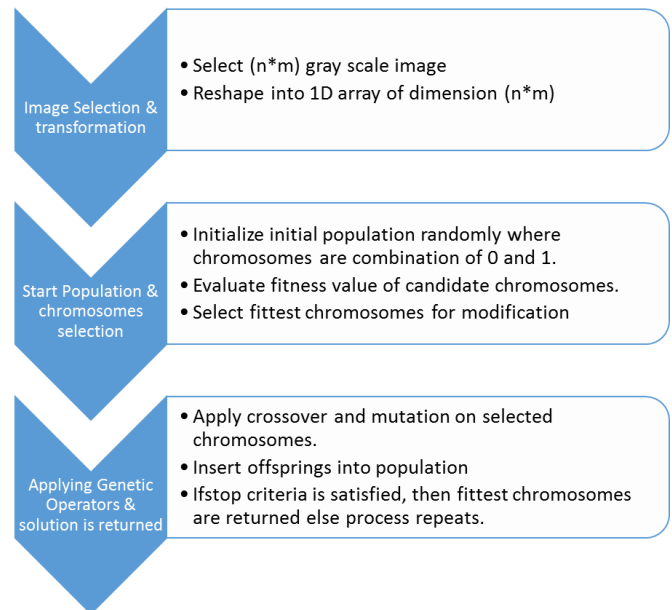 Image Selection &
transformation
• Select (n*m) gray scale image
• Reshape into 1D array of dimension (n*m)
Start Population &
chromosomes
selection
• Initialize initial population randomly where
chromosomes are combination of 0 and 1.
• Evaluate fitness value of candidate chromosomes.
• Select fittest chromosomes for modification
Applying Genetic
Operators &
solution is returned
• Apply crossover and mutation on selected
chromosomes.
• Insert offsprings into population
• Ifstop criteria is satisfied, then fittest chromosomes
are returned else process repeats.